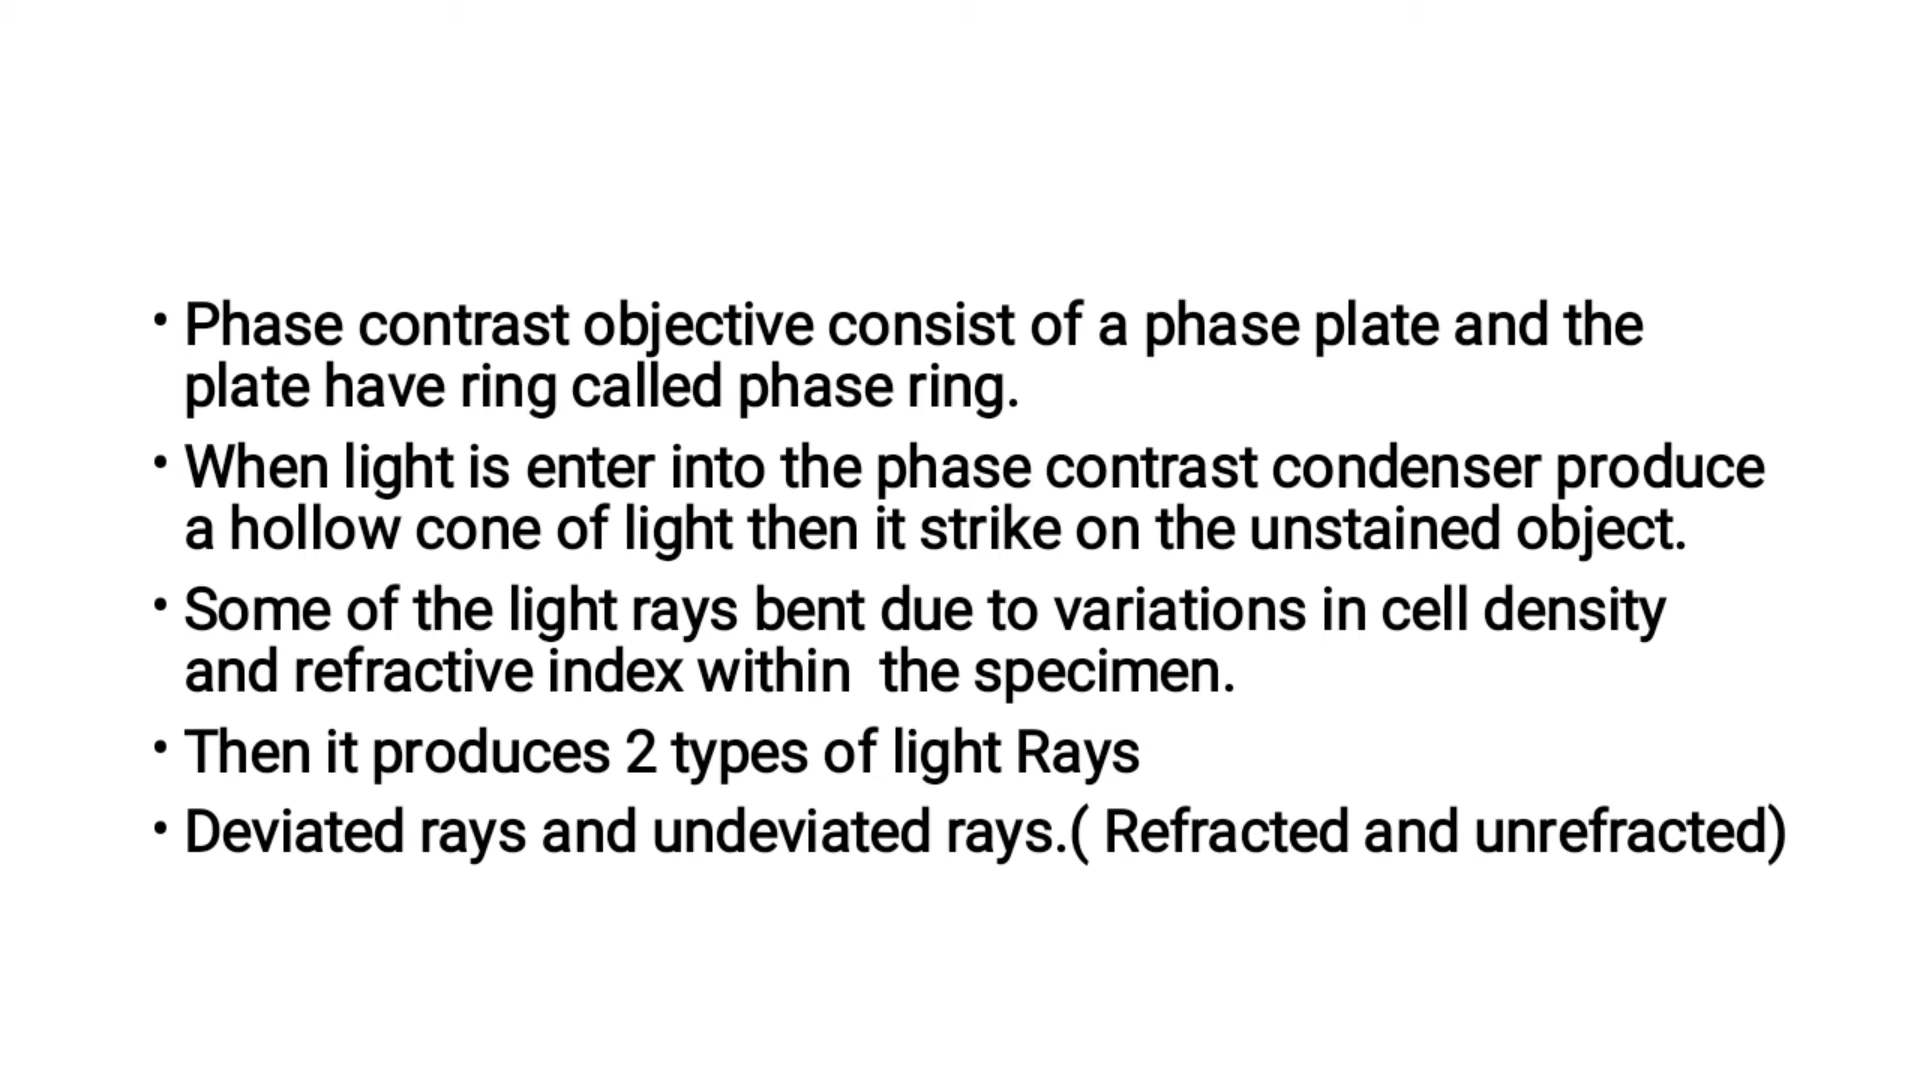 • Phase contrast objective consist of a phase plate and the
plate have ring called phase ring.
• When light is enter into the phase contrast condenser produce
a hollow cone of light then it strike on the unstained object.
• Some of the light rays bent due to variations in cell density
and refractive index within  the specimen.
• Then it produces 2 types of light Rays
• Deviated rays and undeviated rays.( Refracted and unrefracted)